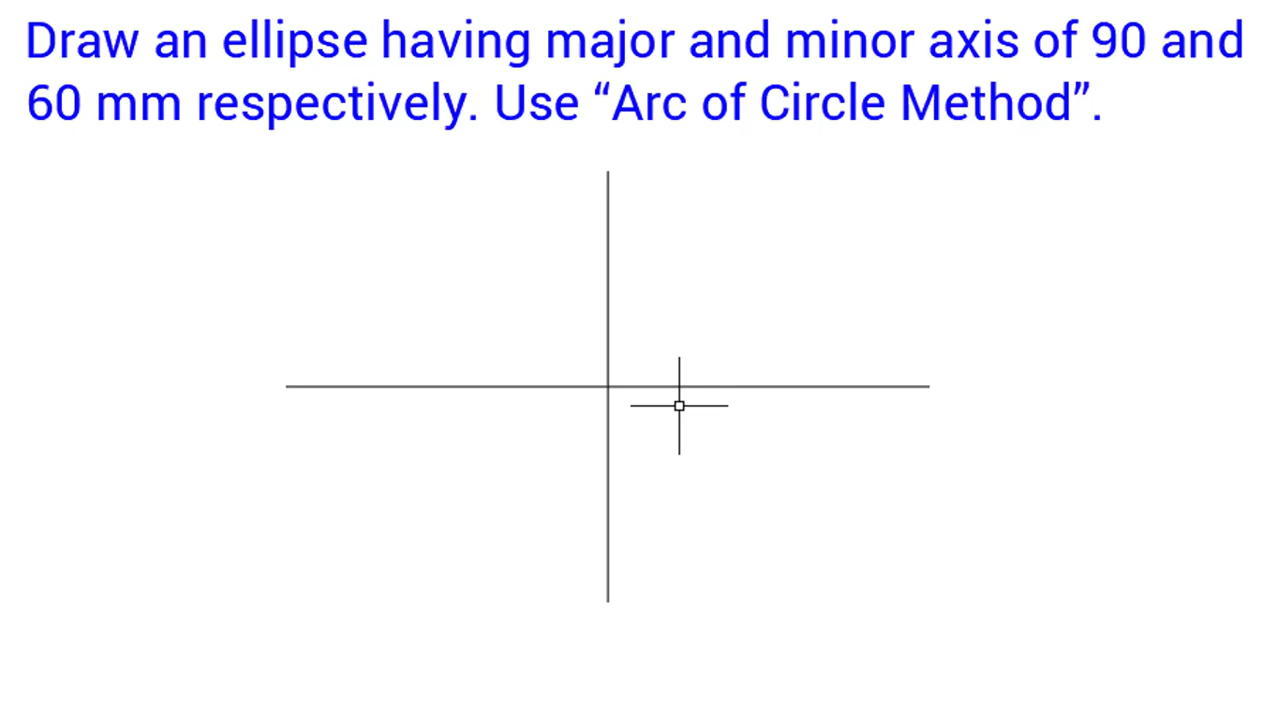 Draw an ellipse having major and minor axis of 90 and
60 mm respectively. Use “Arc of Circle Method”.